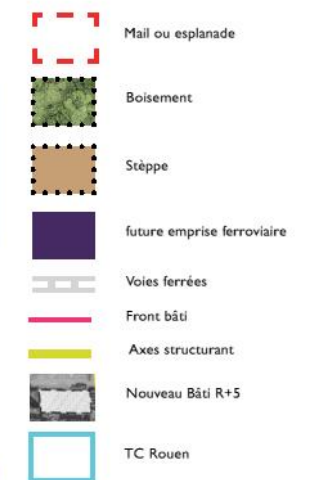 Mail ou esplanade
Boisement
Stèppe
future emprise ferroviaire
Voies ferrées
Front bâti
Axes structurant
Nouveau Bâti R+5
TC Rouen